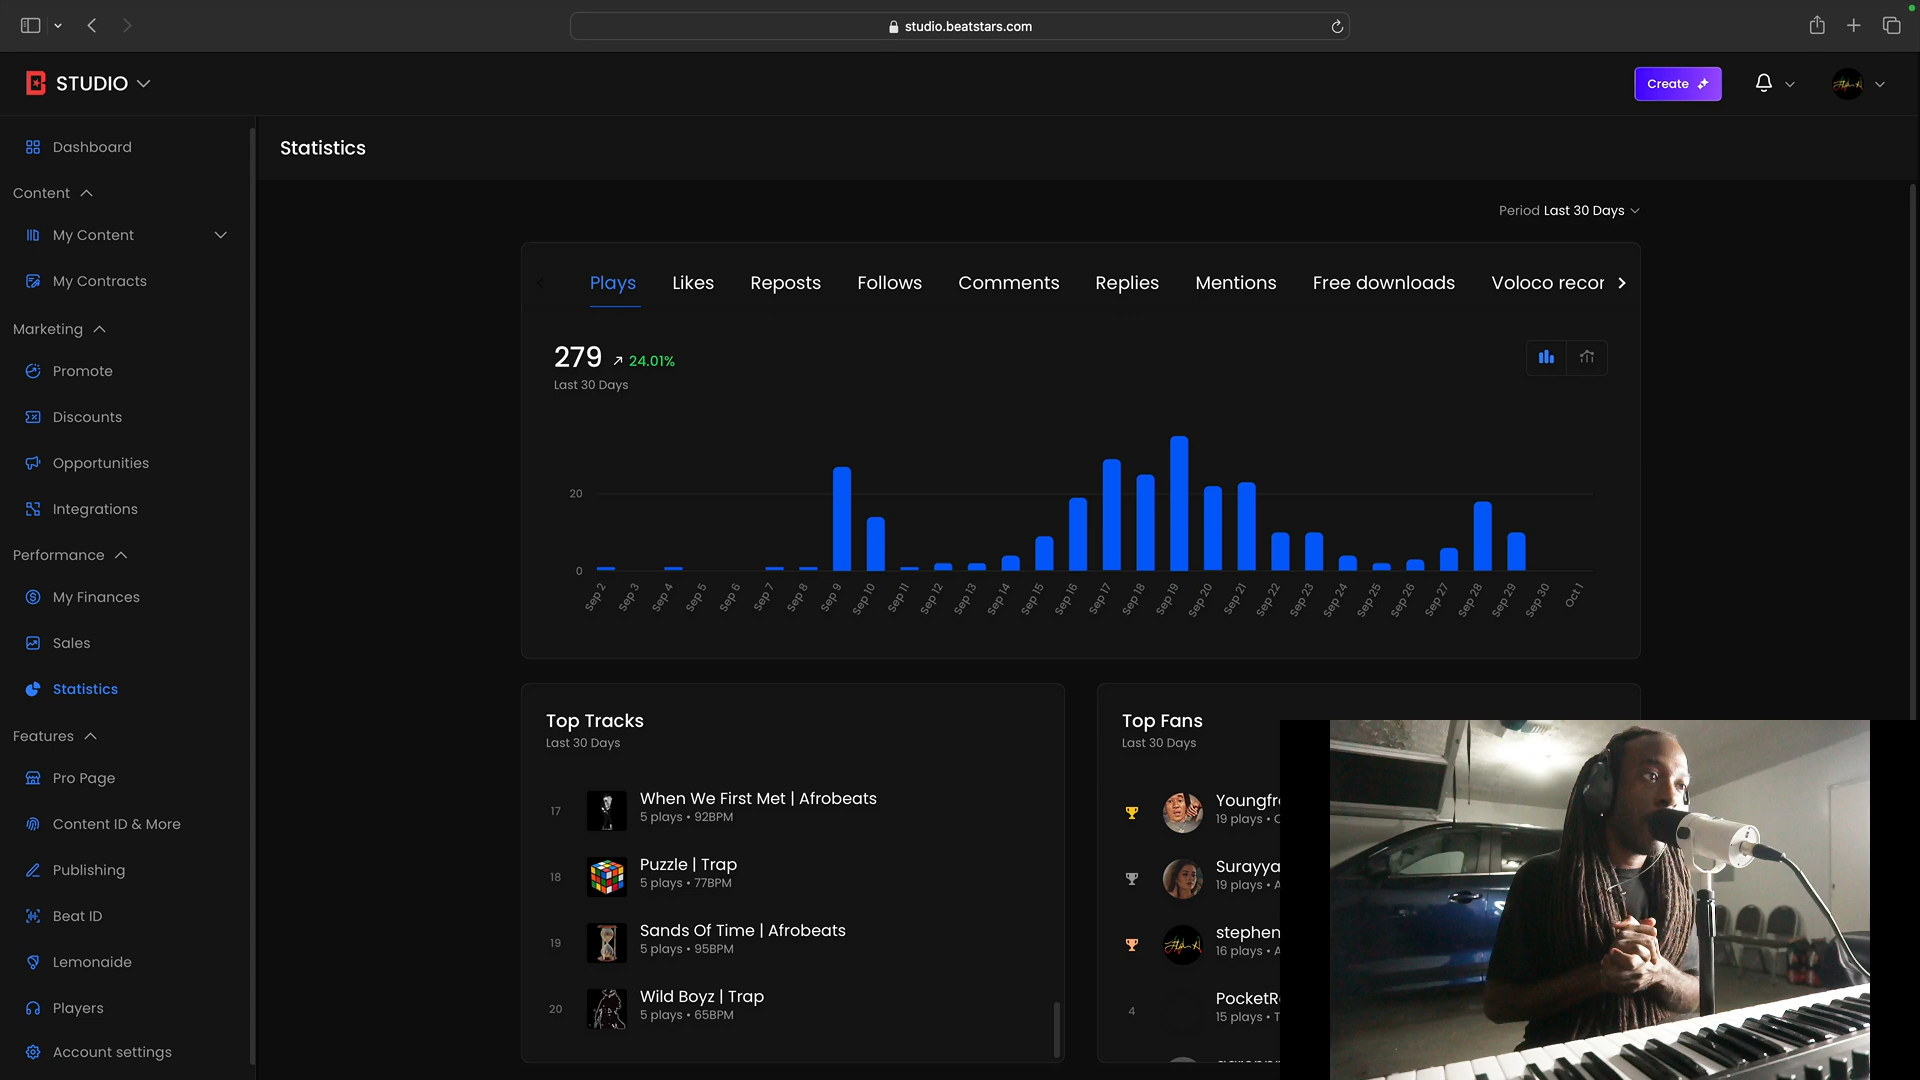 studio.beatstars.com
STUDIO
Create
Dashboard
Content
My Content
My Contracts
Marketing
Promote
Discounts
Opportunities
Integrations
Performance
My Finances
Sales
Statistics
Features
Pro Page
Content ID & More
Publishing
Beat ID
Lemonaide
Players
Account settings
Statistics
Period Last 30 Days
Plays Likes Reposts Follows Comments Replies Mentions Free downloads Voloco recor
279 24.01%
Last 30 Days
20
0
Sep 2 Sep 3 Sep 4 Sep 5 Sep 6 Sep 7 Sep 8 Sep 9 Sep 10 Sep 11 Sep 12 Sep 13 Sep 14 Sep 15 Sep 16 Sep 17 Sep 18 Sep 19 Sep 20 Sep 21 Sep 22 Sep 23 Sep 24 Sep 25 Sep 26 Sep 27 Sep 28 Sep 29 Sep 30 Oct 1
Top Tracks
Last 30 Days
17
When We First Met | Afrobeats
5 plays • 92BPM
18
Puzzle | Trap
5 plays • 77BPM
19
Sands Of Time | Afrobeats
5 plays • 95BPM
20
Wild Boyz | Trap
5 plays • 65BPM
Top Fans
Last 30 Days
Youngfr
19 plays •
Surayya
19 plays • A
stephen
16 plays • A
4
PocketR
15 plays • T